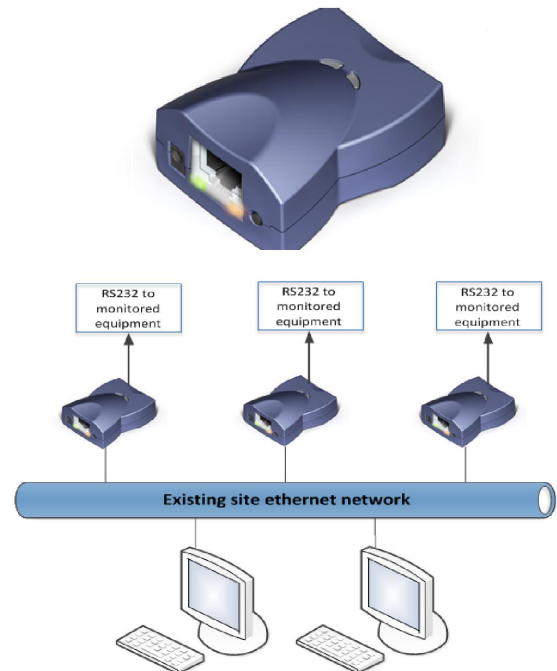 RS232 to
monitored
equipment
RS232 to
monitored
equipment
RS232 to
monitored
equipment
Existing site ethernet network